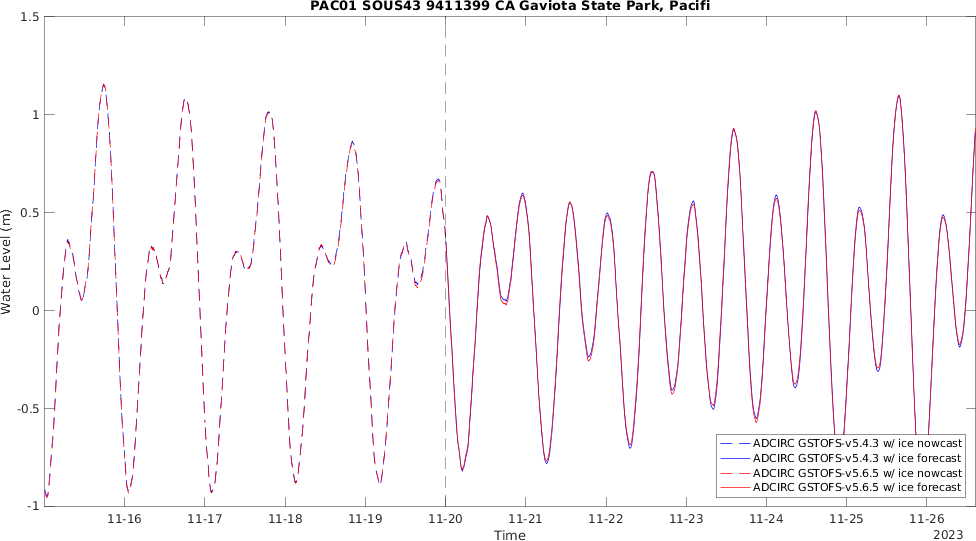 PAC01 SOUS43 9411399 CA Gaviota State Park, Pacifi
1.5
1
0.5
0
-0.5
-1
Water Level (m)
11-16
11-17
11-18
11-19
11-20
11-21
11-22
11-23
11-24
11-25
11-26
2023
Time
ADCIRC GSTOFS-v5.4.3 w/ ice nowcast
ADCIRC GSTOFS-v5.4.3 w/ ice forecast
ADCIRC GSTOFS-v5.6.5 w/ ice nowcast
ADCIRC GSTOFS-v5.6.5 w/ ice forecast